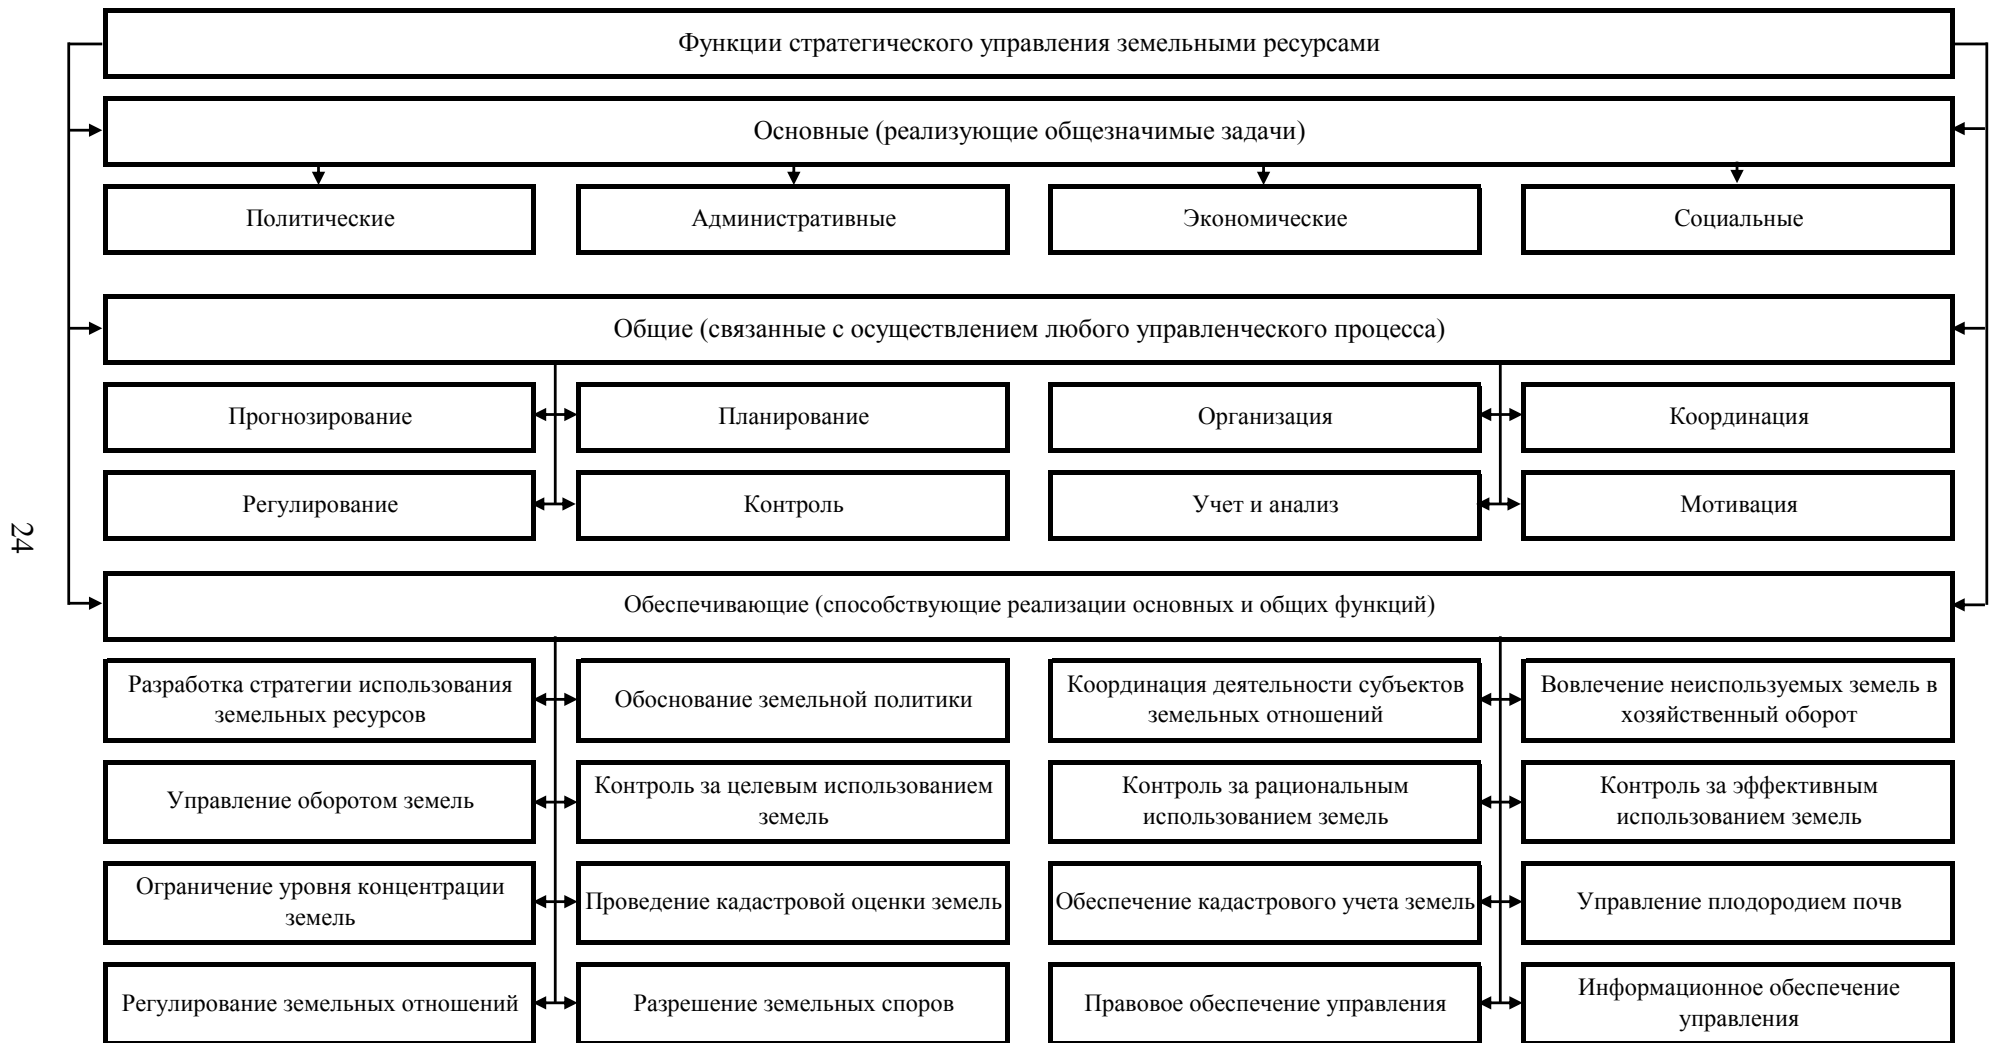 Функции стратегического управления земельными ресурсами
Основные (реализующие общезначимые задачи)
Политические
Административные
Экономические
Социальные
Общие (связанные с осуществлением любого управленческого процесса)
Прогнозирование
Планирование
Организация
Координация
Регулирование
Контроль
Учет и анализ
Мотивация
24
Обеспечивающие (способствующие реализации основных и общих функций)
Разработка стратегии использования
земельных ресурсов
Обоснование земельной политики
Координация деятельности субъектов
земельных отношений
Вовлечение неиспользуемых земель в
хозяйственный оборот
Управление оборотом земель
Контроль за целевым использованием
земель
Контроль за рациональным
использованием земель
Контроль за эффективным
использованием земель
Ограничение уровня концентрации
земель
Проведение кадастровой оценки земель
Обеспечение кадастрового учета земель
Управление плодородием почв
Регулирование земельных отношений
Разрешение земельных споров
Правовое обеспечение управления
Информационное обеспечение
управления